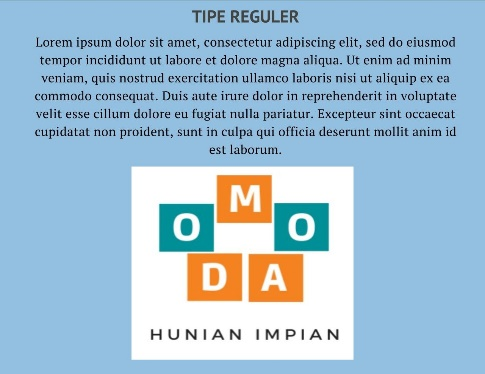 TIPE REGULER
Lorem ipsum dolor sit amet, consectetur adipiscing elit, sed do eiusmod
tempor incididunt ut labore et dolore magna aliqua. Ut enim ad minim
veniam, quis nostrud exercitation ullamco laboris nisi ut aliquip ex ea
commodo consequat. Duis aute irure dolor in reprehenderit in voluptate
velit esse cillum dolore eu fugiat nulla pariatur. Excepteur sint occaecat
cupidatat non proident, sunt in culpa qui officia deserunt mollit anim id
est laborum.
M
O O
D A
HUNIAN IMPIAN